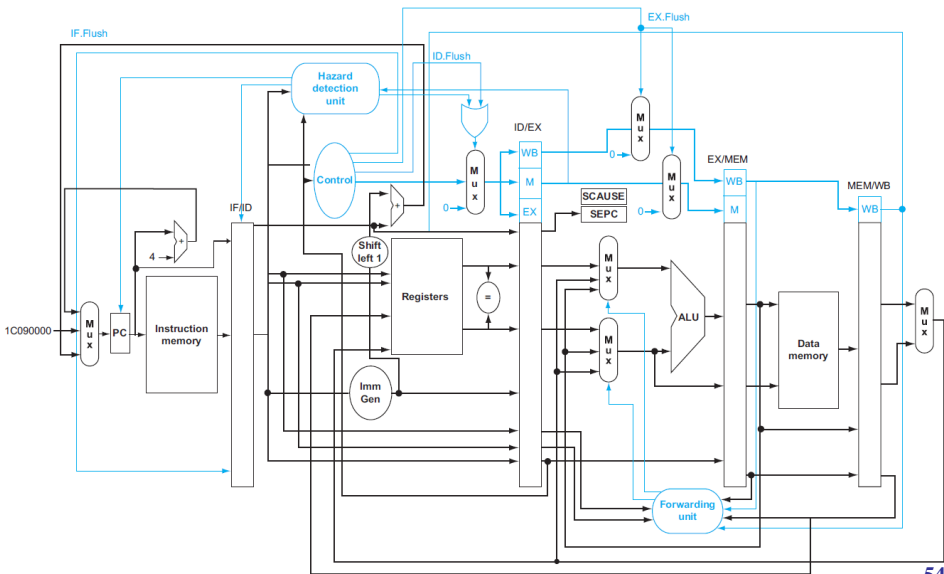 EX.Flush
IF.Flush
ID.Flush
Hazard
detection
unit
Control
M
u
x
0
ID/EX
WB
M
EX
M
u
x
0
M
u
x
0
EX/MEM
WB
M
MEM/WB
WB
SCAUSE
SEPC
IF/ID
+
4
+
Shift
left 1
Registers
=
M
u
x
M
u
x
ALU
1C090000
M
u
x
PC
Instruction
memory
Data
memory
M
u
x
Imm
Gen
Forwarding
unit
54